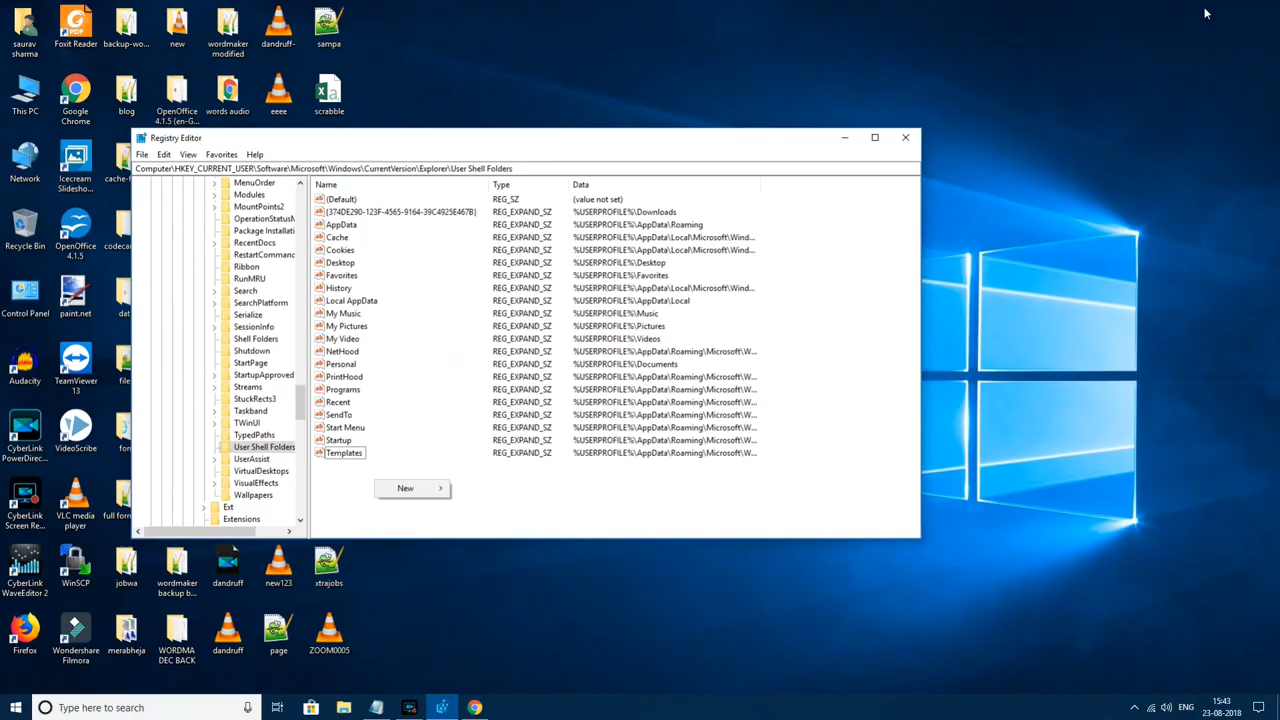 saurav sharma
Foxit Reader
backup-wo...
new
wordmaker modified
dandruff-
sampa
This PC
Google Chrome
blog
OpenOffice 4.1.5 (en-G...
words audio
eeee
scrabble
Network
Icecream Slideshow...
cache-f
Recycle Bin
OpenOffice 4.1.5
codeca
Control Panel
paint.net
dat
Audacity
TeamViewer 13
file
CyberLink PowerDirec...
VideoScribe
fon
CyberLink Screen Re...
VLC media player
full form
CyberLink WaveEditor 2
WinSCP
jobwa
wordmaker backup b...
dandruff
new123
xtrajobs
Firefox
Wondershare Filmora
merabheja
WORDMA DEC BACK
dandruff
page
ZOOM0005
Registry Editor
File Edit View Favorites Help
Computer\HKEY_CURRENT_USER\Software\Microsoft\Windows\CurrentVersion\Explorer\User Shell Folders
MenuOrder
Modules
MountPoints2
OperationStatusM
Package Installati
RecentDocs
RestartCommand
Ribbon
RunMRU
Search
SearchPlatform
Serialize
SessionInfo
Shell Folders
Shutdown
StartPage
StartupApproved
Streams
StuckRects3
Taskband
TWinUI
TypedPaths
User Shell Folders
UserAssist
VirtualDesktops
VisualEffects
Wallpapers
Ext
Extensions
Name Type Data
(Default) REG_SZ (value not set)
{374DE290-123F-4565-9164-39C4925E467B} REG_EXPAND_SZ %USERPROFILE%\Downloads
AppData REG_EXPAND_SZ %USERPROFILE%\AppData\Roaming
Cache REG_EXPAND_SZ %USERPROFILE%\AppData\Local\Microsoft\Wind...
Cookies REG_EXPAND_SZ %USERPROFILE%\AppData\Local\Microsoft\Wind...
Desktop REG_EXPAND_SZ %USERPROFILE%\Desktop
Favorites REG_EXPAND_SZ %USERPROFILE%\Favorites
History REG_EXPAND_SZ %USERPROFILE%\AppData\Local\Microsoft\Wind...
Local AppData REG_EXPAND_SZ %USERPROFILE%\AppData\Local
My Music REG_EXPAND_SZ %USERPROFILE%\Music
My Pictures REG_EXPAND_SZ %USERPROFILE%\Pictures
My Video REG_EXPAND_SZ %USERPROFILE%\Videos
NetHood REG_EXPAND_SZ %USERPROFILE%\AppData\Roaming\Microsoft\W...
Personal REG_EXPAND_SZ %USERPROFILE%\Documents
PrintHood REG_EXPAND_SZ %USERPROFILE%\AppData\Roaming\Microsoft\W...
Programs REG_EXPAND_SZ %USERPROFILE%\AppData\Roaming\Microsoft\W...
Recent REG_EXPAND_SZ %USERPROFILE%\AppData\Roaming\Microsoft\W...
SendTo REG_EXPAND_SZ %USERPROFILE%\AppData\Roaming\Microsoft\W...
Start Menu REG_EXPAND_SZ %USERPROFILE%\AppData\Roaming\Microsoft\W...
Startup REG_EXPAND_SZ %USERPROFILE%\AppData\Roaming\Microsoft\W...
Templates REG_EXPAND_SZ %USERPROFILE%\AppData\Roaming\Microsoft\W...
New
Type here to search
ENG
15:43
23-08-2018